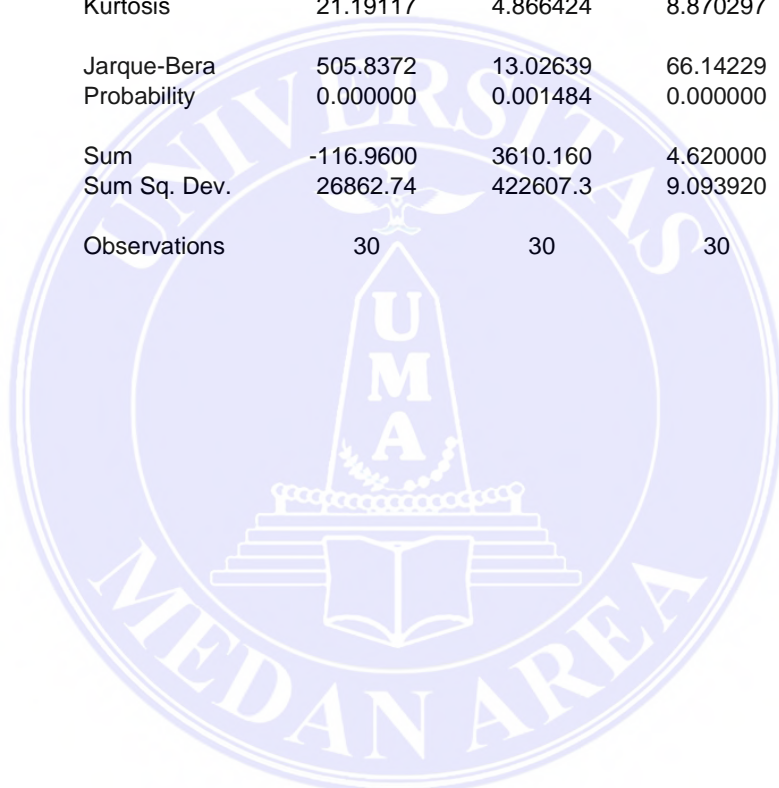 Kurtosis 21.19117 4.866424 8.870297
Jarque-Bera 505.8372 13.02639 66.14229
Probability 0.000000 0.001484 0.000000
Sum -116.9600 3610.160 4.620000
Sum Sq. Dev. 26862.74 422607.3 9.093920
Observations 30 30 30
UNIVERSITAS
U
M
A
MEDAN AREA